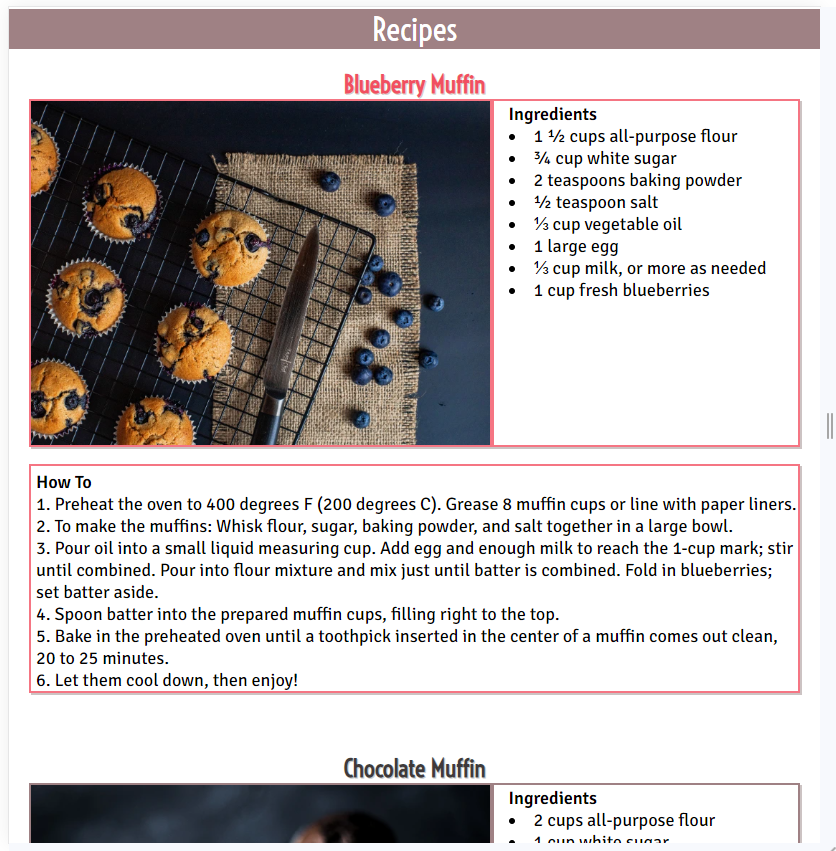 Recipes
Blueberry Muffin
Ingredients
• 1 ½ cups all-purpose flour
• ¾ cup white sugar
• 2 teaspoons baking powder
• ½ teaspoon salt
• ⅓ cup vegetable oil
• 1 large egg
• ⅓ cup milk, or more as needed
• 1 cup fresh blueberries
How To
1. Preheat the oven to 400 degrees F (200 degrees C). Grease 8 muffin cups or line with paper liners.
2. To make the muffins: Whisk flour, sugar, baking powder, and salt together in a large bowl.
3. Pour oil into a small liquid measuring cup. Add egg and enough milk to reach the 1-cup mark; stir
until combined. Pour into flour mixture and mix just until batter is combined. Fold in blueberries;
set batter aside.
4. Spoon batter into the prepared muffin cups, filling right to the top.
5. Bake in the preheated oven until a toothpick inserted in the center of a muffin comes out clean,
20 to 25 minutes.
6. Let them cool down, then enjoy!
Chocolate Muffin
Ingredients
• 2 cups all-purpose flour
• 1 cup white sugar